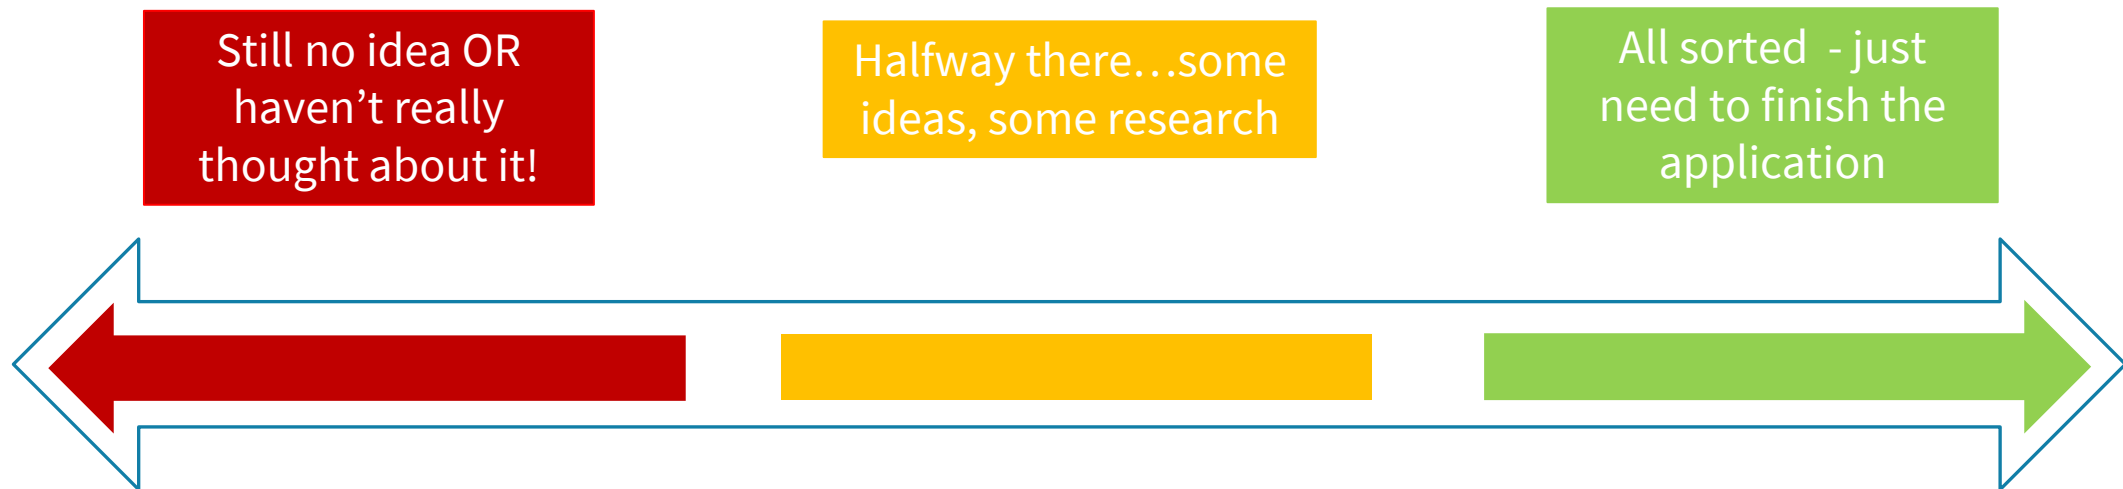 Still no idea OR
haven’t really
thought about it!
Halfway there…some
ideas, some research
All sorted  - just
need to finish the
application